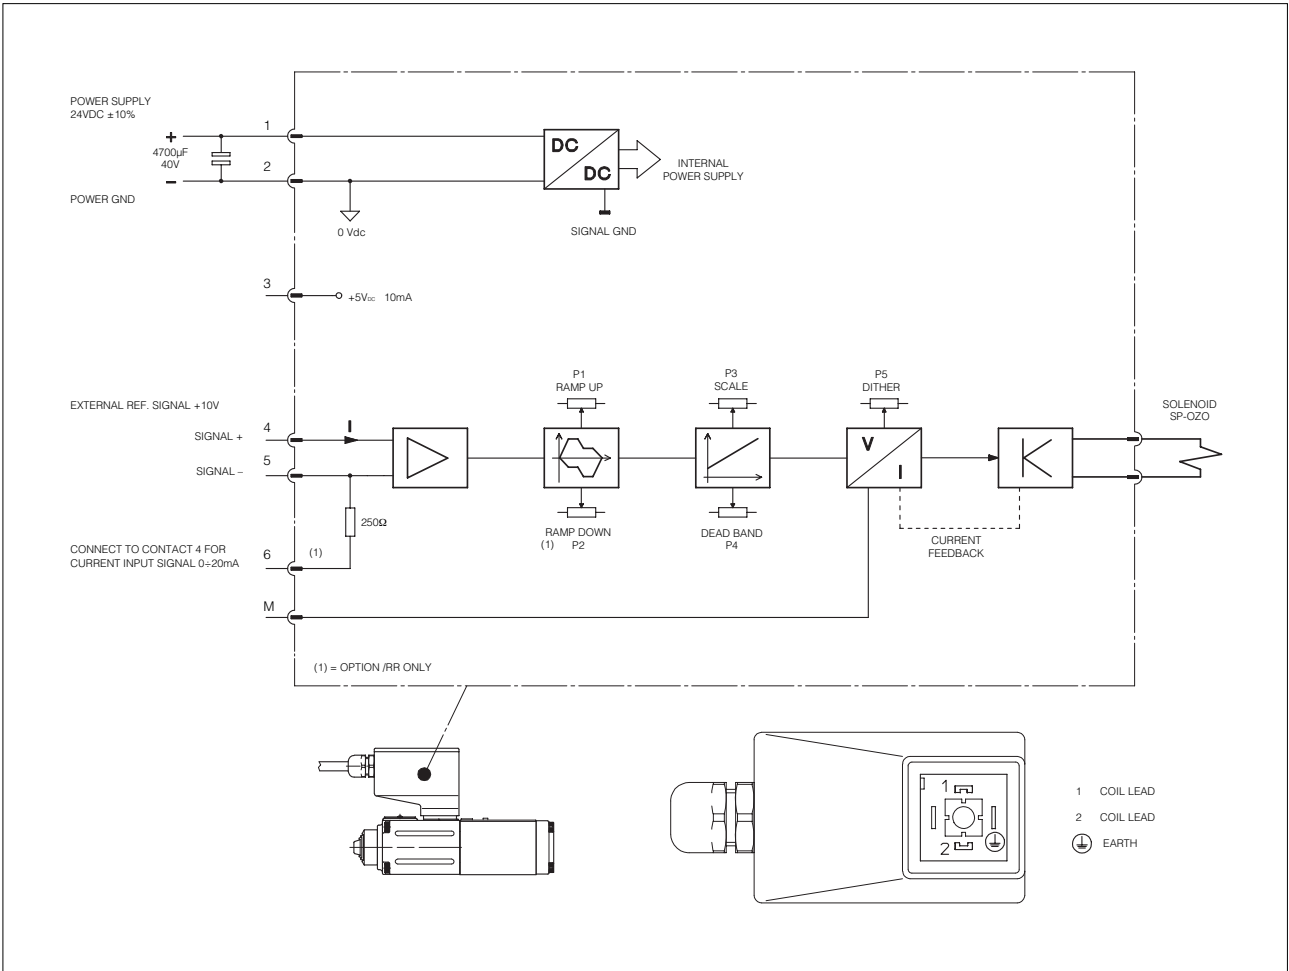 POWER SUPPLY
24VDC ±10%
+
4700µF
40V
–
POWER GND
1
2
0 Vdc
DC
DC
INTERNAL
POWER SUPPLY
SIGNAL GND
3
+5VDC 10mA
EXTERNAL REF. SIGNAL +10V
SIGNAL +
4
I
SIGNAL –
5
250Ω
CONNECT TO CONTACT 4 FOR
CURRENT INPUT SIGNAL 0÷20mA
6
(1)
M
P1
RAMP UP
RAMP DOWN
(1) P2
P3
SCALE
DEAD BAND
P4
P5
DITHER
V
I
CURRENT
FEEDBACK
SOLENOID
SP-OZO
(1) = OPTION /RR ONLY
1
2
1 COIL LEAD
2 COIL LEAD
EARTH